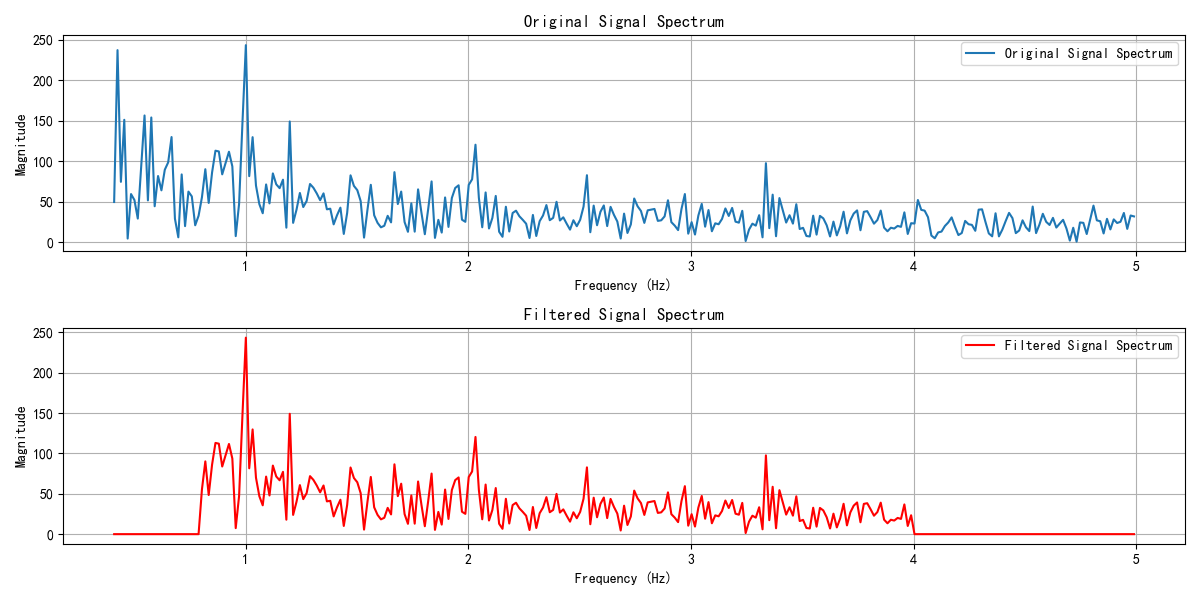 Original Signal Spectrum
250
200
150
100
50
0
Magnitude
Original Signal Spectrum
1
2
3
4
5
Frequency (Hz)
Filtered Signal Spectrum
250
200
150
100
50
0
Magnitude
Filtered Signal Spectrum
1
2
3
4
5
Frequency (Hz)